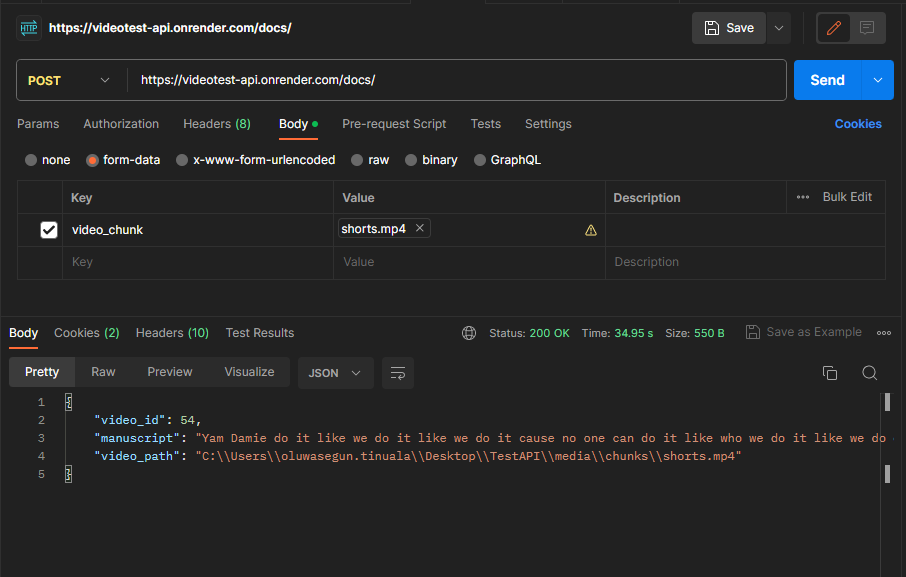 HTTP https://videotest-api.onrender.com/docs/ Save
POST https://videotest-api.onrender.com/docs/ Send
Params Authorization Headers (8) Body Pre-request Script Tests Settings Cookies
none form-data x-www-form-urlencoded raw binary GraphQL
Key Value Description Bulk Edit
video_chunk shorts.mp4
Key Value Description
Body Cookies (2) Headers (10) Test Results Status: 200 OK Time: 34.95 s Size: 550 B Save as Example
Pretty Raw Preview Visualize JSON
1 {
2 "video_id": 54,
3 "manuscript": "Yam Damie do it like we do it like we do it cause no one can do it like who we do it like we do
4 "video_path": "C:\\Users\\oluwasegun.tinuala\\Desktop\\TestAPI\\media\\chunks\\shorts.mp4"
5 }